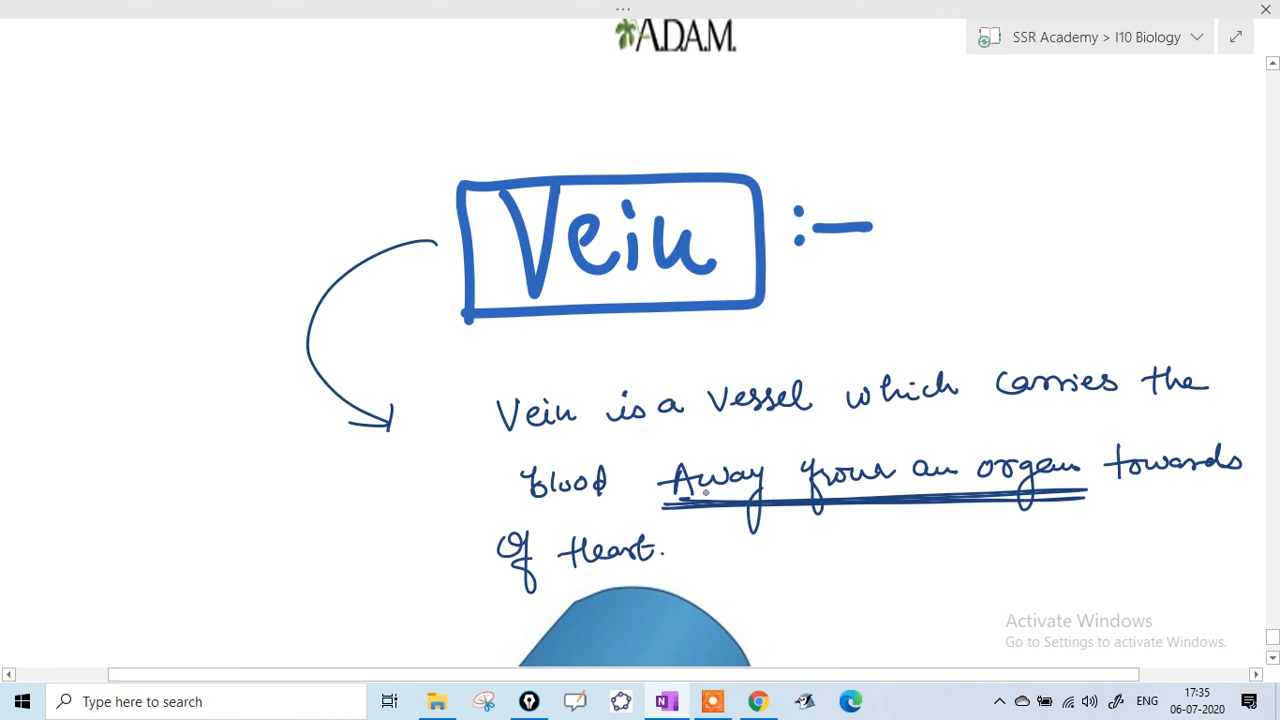 A.D.A.M.
SSR Academy > I10 Biology
Vein :-
Vein is a Vessel which carries the
blood Away from an organ towards
Of Heart.
Activate Windows
Go to Settings to activate Windows.
Type here to search
ENG
17:35
06-07-2020